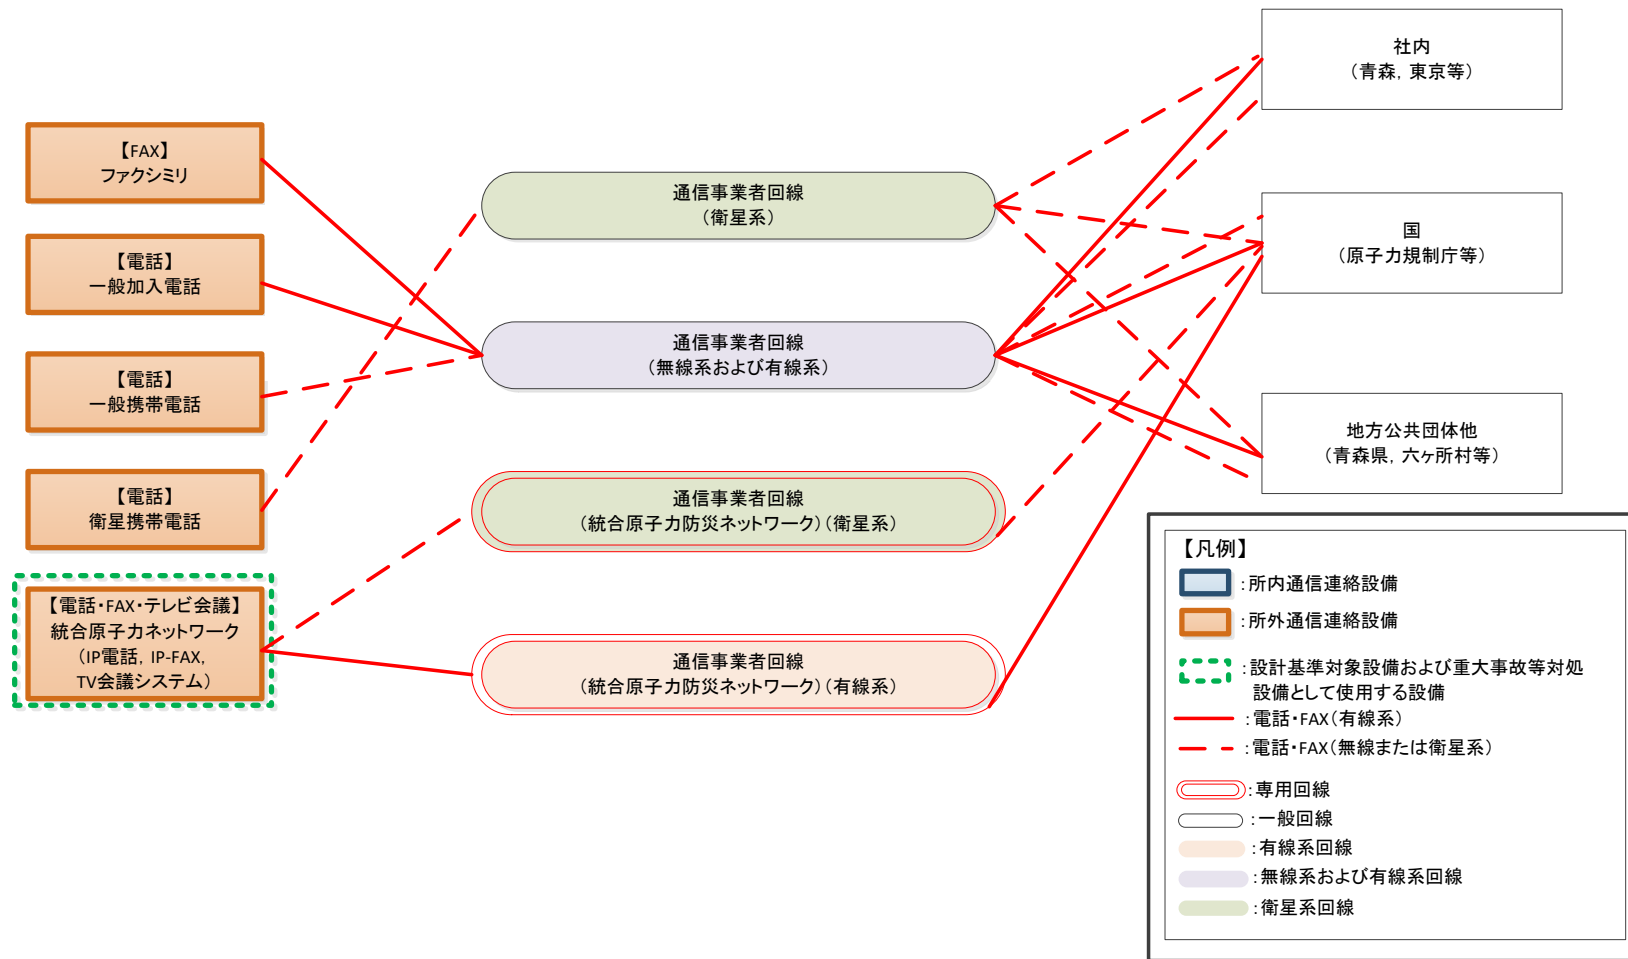 【FAX】
ファクシミリ
【電話】
一般加入電話
【電話】
一般携帯電話
【電話】
衛星携帯電話
【電話・FAX・テレビ会議】
統合原子力ネットワーク
（IP電話，IP-FAX，
TV会議システム）
通信事業者回線
（衛星系）
通信事業者回線
（無線系および有線系）
通信事業者回線
（統合原子力防災ネットワーク）（衛星系）
通信事業者回線
（統合原子力防災ネットワーク）（有線系）
社内
（青森，東京等）
国
（原子力規制庁等）
地方公共団体他
（青森県，六ヶ所村等）
【凡例】
：所内通信連絡設備
：所外通信連絡設備
：設計基準対象設備および重大事故等対処
設備として使用する設備
：電話・FAX（有線系）
：電話・FAX（無線または衛星系）
：専用回線
：一般回線
：有線系回線
：無線系および有線系回線
：衛星系回線